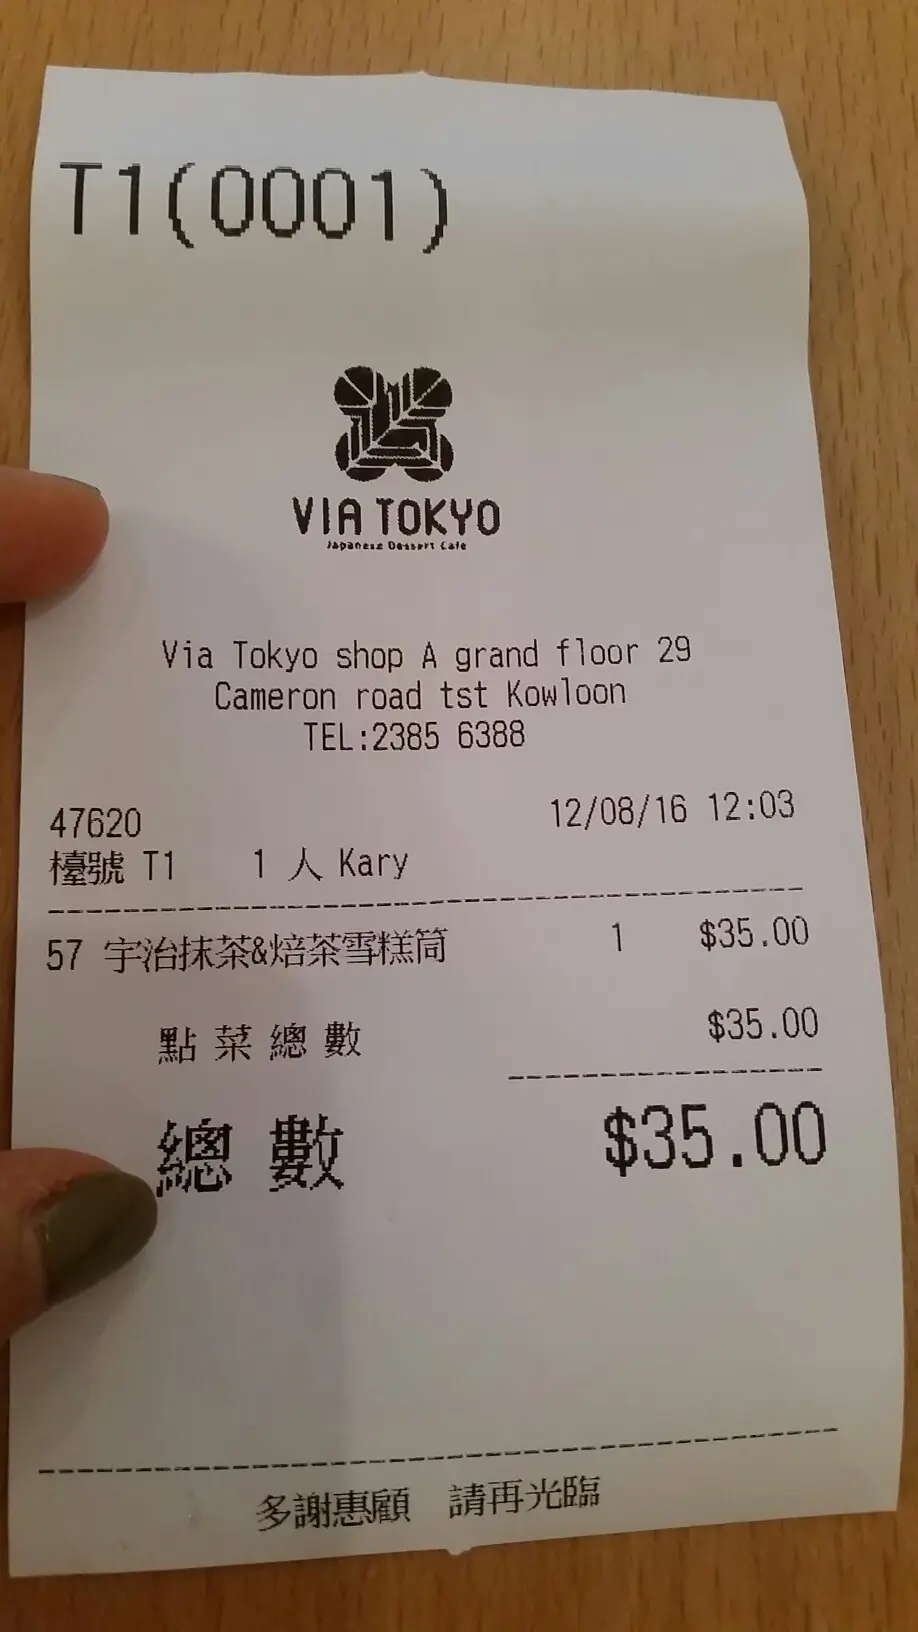 T1(0001)
VIA TOKYO
Japanese Dessert Cafe
Via Tokyo shop A grand floor 29
Cameron road tst Kowloon
TEL:2385 6388
47620 12/08/16 12:03
檯號 T1 1 人 Kary
57 宇治抹茶&焙茶雪糕筒 1 $35.00
點菜總數 $35.00
總數 $35.00
多謝惠顧 請再光臨